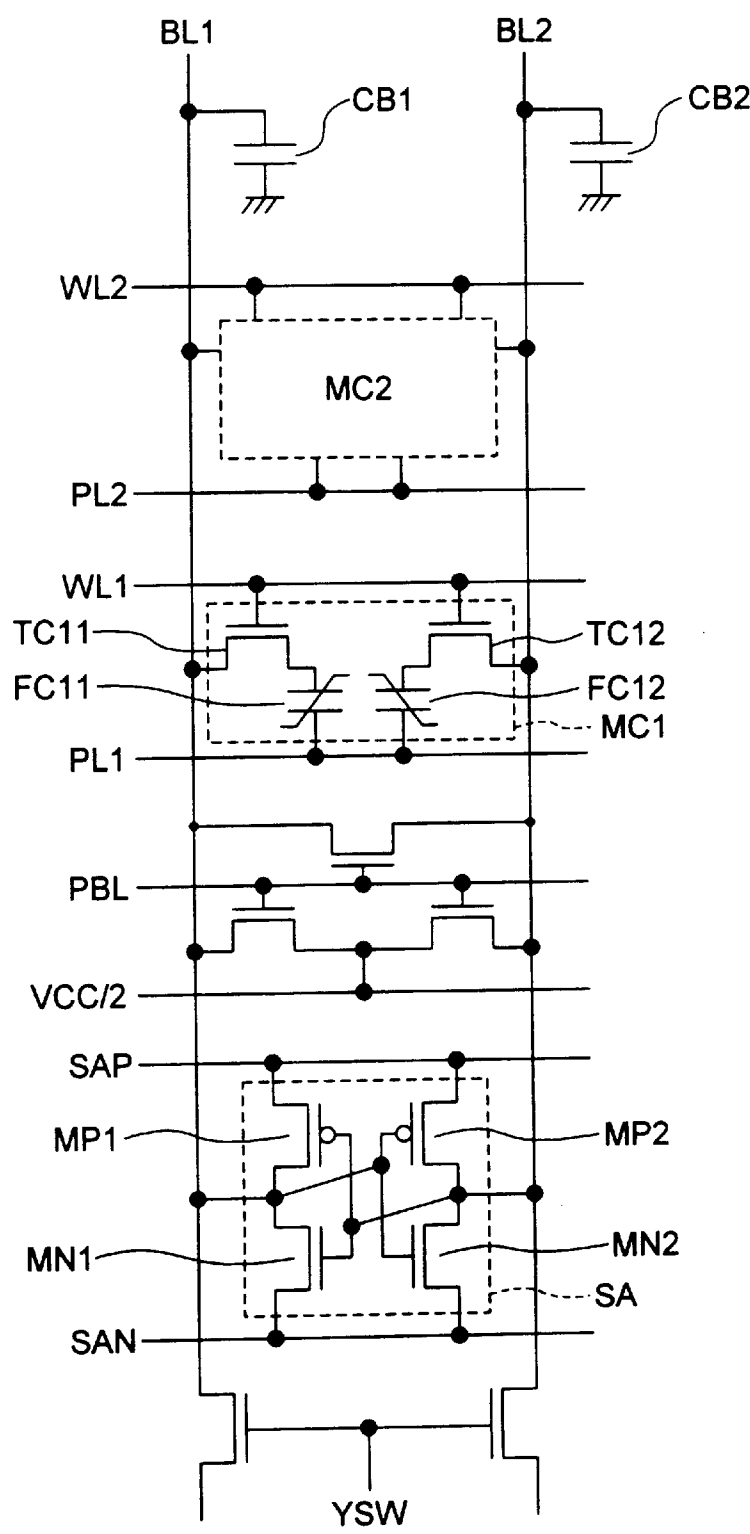 BL1
BL2
CB1
CB2
WL2
MC2
PL2
WL1
TC11
TC12
FC11
FC12
MC1
PL1
PBL
VCC/2
SAP
MP1
MP2
MN1
MN2
SA
SAN
YSW